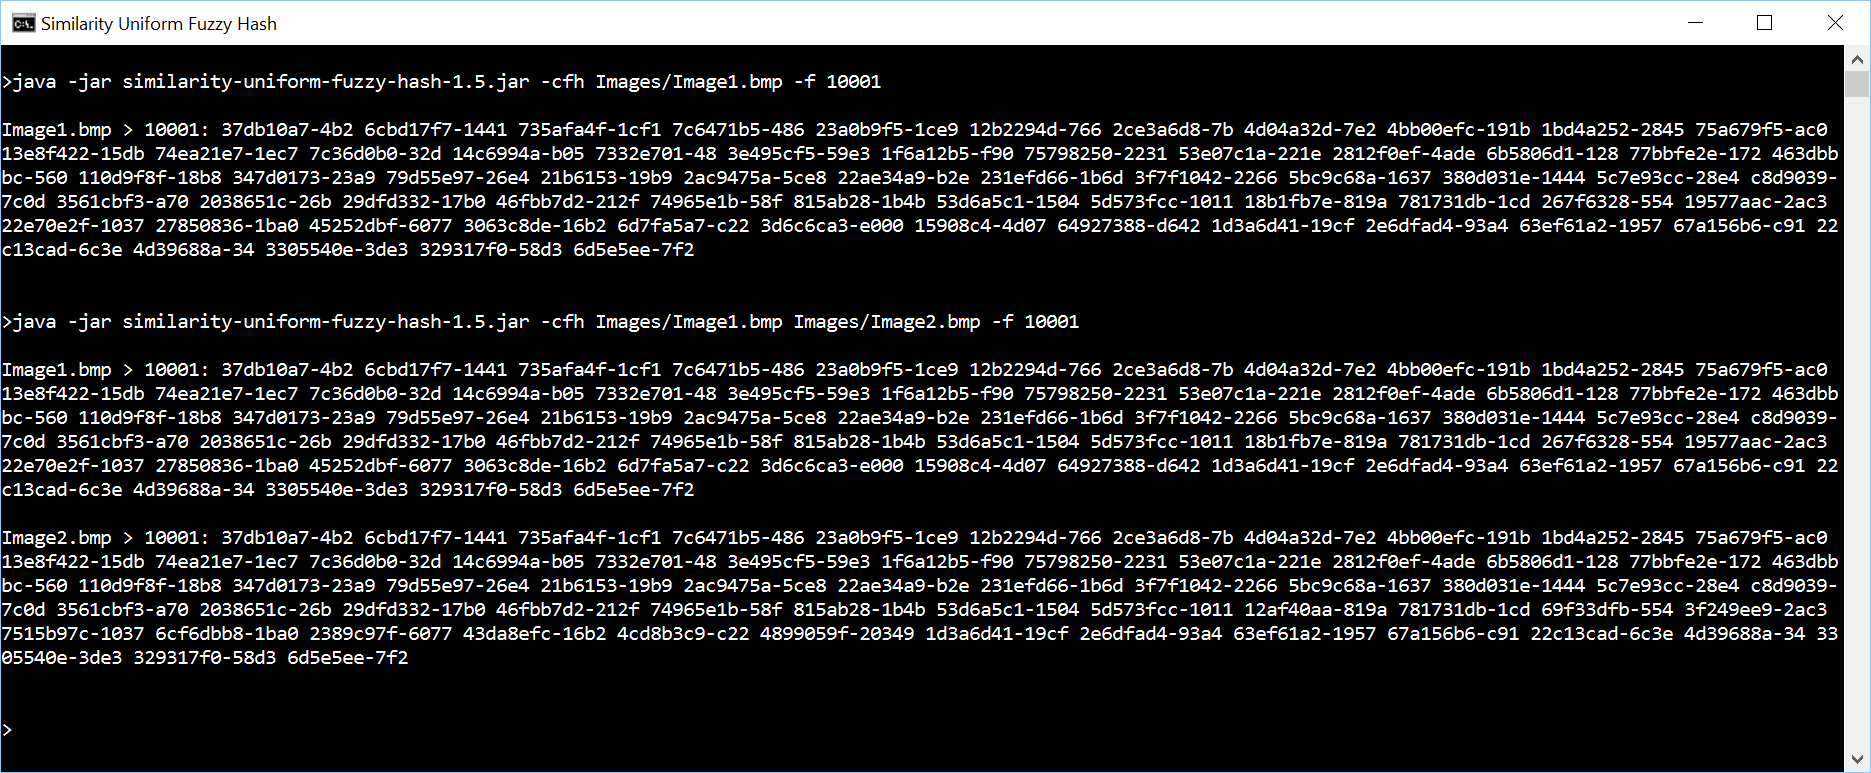 Similarity Uniform Fuzzy Hash
>java -jar similarity-uniform-fuzzy-hash-1.5.jar -cfh Images/Image1.bmp -f 10001
Image1.bmp > 10001: 37db10a7-4b2 6cbd17f7-1441 735afa4f-1cf1 7c6471b5-486 23a0b9f5-1ce9 12b2294d-766 2ce3a6d8-7b 4d04a32d-7e2 4bb00efc-191b 1bd4a252-2845 75a679f5-ac0
13e8f422-15db 74ea21e7-1ec7 7c36d0b0-32d 14c6994a-b05 7332e701-48 3e495cf5-59e3 1f6a12b5-f90 75798250-2231 53e07c1a-221e 2812f0ef-4ade 6b5806d1-128 77bbfe2e-172 463dbb
bc-560 110d9f8f-18b8 347d0173-23a9 79d55e97-26e4 21b6153-19b9 2ac9475a-5ce8 22ae34a9-b2e 231efd66-1b6d 3f7f1042-2266 5bc9c68a-1637 380d031e-1444 5c7e93cc-28e4 c8d9039-
7c0d 3561cbf3-a70 2038651c-26b 29dfd332-17b0 46fbb7d2-212f 74965e1b-58f 815ab28-1b4b 53d6a5c1-1504 5d573fcc-1011 18b1fb7e-819a 781731db-1cd 267f6328-554 19577aac-2ac3
22e70e2f-1037 27850836-1ba0 45252dbf-6077 3063c8de-16b2 6d7fa5a7-c22 3d6c6ca3-e000 15908c4-4d07 64927388-d642 1d3a6d41-19cf 2e6dfad4-93a4 63ef61a2-1957 67a156b6-c91 22
c13cad-6c3e 4d39688a-34 3305540e-3de3 329317f0-58d3 6d5e5ee-7f2
>java -jar similarity-uniform-fuzzy-hash-1.5.jar -cfh Images/Image1.bmp Images/Image2.bmp -f 10001
Image1.bmp > 10001: 37db10a7-4b2 6cbd17f7-1441 735afa4f-1cf1 7c6471b5-486 23a0b9f5-1ce9 12b2294d-766 2ce3a6d8-7b 4d04a32d-7e2 4bb00efc-191b 1bd4a252-2845 75a679f5-ac0
13e8f422-15db 74ea21e7-1ec7 7c36d0b0-32d 14c6994a-b05 7332e701-48 3e495cf5-59e3 1f6a12b5-f90 75798250-2231 53e07c1a-221e 2812f0ef-4ade 6b5806d1-128 77bbfe2e-172 463dbb
bc-560 110d9f8f-18b8 347d0173-23a9 79d55e97-26e4 21b6153-19b9 2ac9475a-5ce8 22ae34a9-b2e 231efd66-1b6d 3f7f1042-2266 5bc9c68a-1637 380d031e-1444 5c7e93cc-28e4 c8d9039-
7c0d 3561cbf3-a70 2038651c-26b 29dfd332-17b0 46fbb7d2-212f 74965e1b-58f 815ab28-1b4b 53d6a5c1-1504 5d573fcc-1011 18b1fb7e-819a 781731db-1cd 267f6328-554 19577aac-2ac3
22e70e2f-1037 27850836-1ba0 45252dbf-6077 3063c8de-16b2 6d7fa5a7-c22 3d6c6ca3-e000 15908c4-4d07 64927388-d642 1d3a6d41-19cf 2e6dfad4-93a4 63ef61a2-1957 67a156b6-c91 22
c13cad-6c3e 4d39688a-34 3305540e-3de3 329317f0-58d3 6d5e5ee-7f2
Image2.bmp > 10001: 37db10a7-4b2 6cbd17f7-1441 735afa4f-1cf1 7c6471b5-486 23a0b9f5-1ce9 12b2294d-766 2ce3a6d8-7b 4d04a32d-7e2 4bb00efc-191b 1bd4a252-2845 75a679f5-ac0
13e8f422-15db 74ea21e7-1ec7 7c36d0b0-32d 14c6994a-b05 7332e701-48 3e495cf5-59e3 1f6a12b5-f90 75798250-2231 53e07c1a-221e 2812f0ef-4ade 6b5806d1-128 77bbfe2e-172 463dbb
bc-560 110d9f8f-18b8 347d0173-23a9 79d55e97-26e4 21b6153-19b9 2ac9475a-5ce8 22ae34a9-b2e 231efd66-1b6d 3f7f1042-2266 5bc9c68a-1637 380d031e-1444 5c7e93cc-28e4 c8d9039-
7c0d 3561cbf3-a70 2038651c-26b 29dfd332-17b0 46fbb7d2-212f 74965e1b-58f 815ab28-1b4b 53d6a5c1-1504 5d573fcc-1011 12af40aa-819a 781731db-1cd 69f33dfb-554 3f249ee9-2ac3
7515b97c-1037 6cf6dbb8-1ba0 2389c97f-6077 43da8efc-16b2 4cd8b3c9-c22 4899059f-20349 1d3a6d41-19cf 2e6dfad4-93a4 63ef61a2-1957 67a156b6-c91 22c13cad-6c3e 4d39688a-34 33
05540e-3de3 329317f0-58d3 6d5e5ee-7f2
>